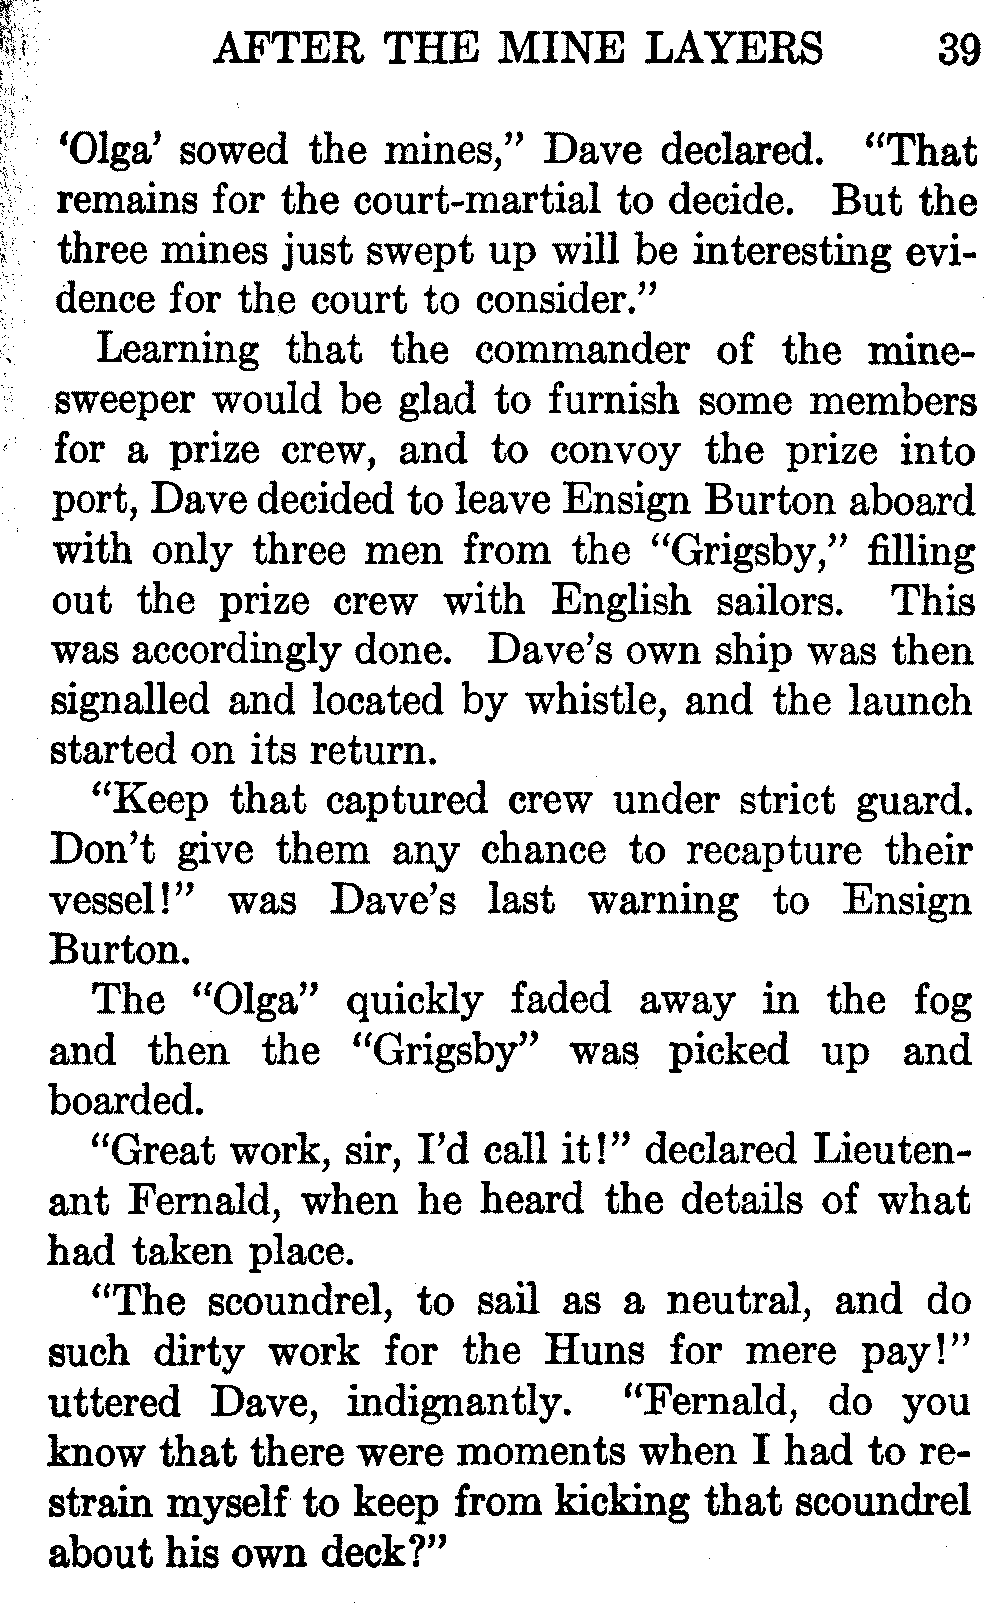 AFTER THE MINE LAYERS 39
‘Olga’ sowed the mines,” Dave declared. “That
remains for the court-martial to decide. But the
three mines just swept up will be interesting evi-
dence for the court to consider.”
Learning that the commander of the mine-
sweeper would be glad to furnish some members
for a prize crew, and to convoy the prize into
port, Dave decided to leave Ensign Burton aboard
with only three men from the “Grigsby,” filling
out the prize crew with English sailors. This
was accordingly done. Dave’s own ship was then
signalled and located by whistle, and the launch
started on its return.
“Keep that captured crew under strict guard.
Don’t give them any chance to recapture their
vessel!” was Dave’s last warning to Ensign
Burton.
The “Olga” quickly faded away in the fog
and then the “Grigsby” was picked up and
boarded.
“Great work, sir, I’d call it!” declared Lieuten-
ant Fernald, when he heard the details of what
had taken place.
“The scoundrel, to sail as a neutral, and do
such dirty work for the Huns for mere pay!”
uttered Dave, indignantly. “Fernald, do you
know that there were moments when I had to re-
strain myself to keep from kicking that scoundrel
about his own deck?”